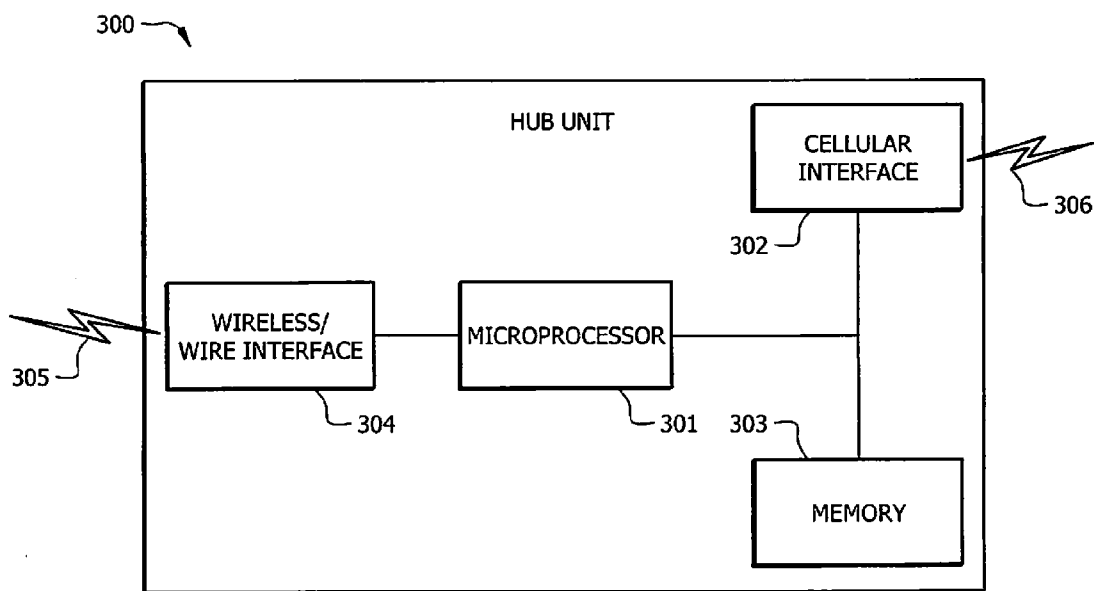 300
HUB UNIT
CELLULAR
INTERFACE
306
302
WIRELESS/
WIRE INTERFACE
MICROPROCESSOR
305
304
301
303
MEMORY